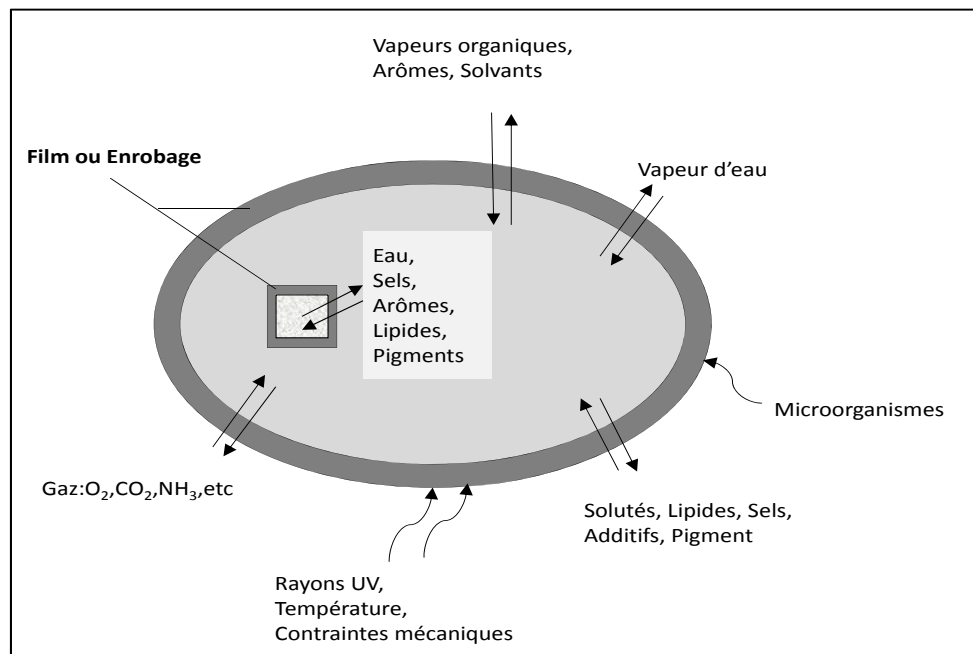 Vapeurs organiques,
Arômes, Solvants
Film ou Enrobage
Vapeur d’eau
Eau,
Sels,
Arômes,
Lipides,
Pigments
Microorganismes
Gaz:O₂,CO₂,NH₃,etc
Solutés, Lipides, Sels,
Additifs, Pigment
Rayons UV,
Température,
Contraintes mécaniques